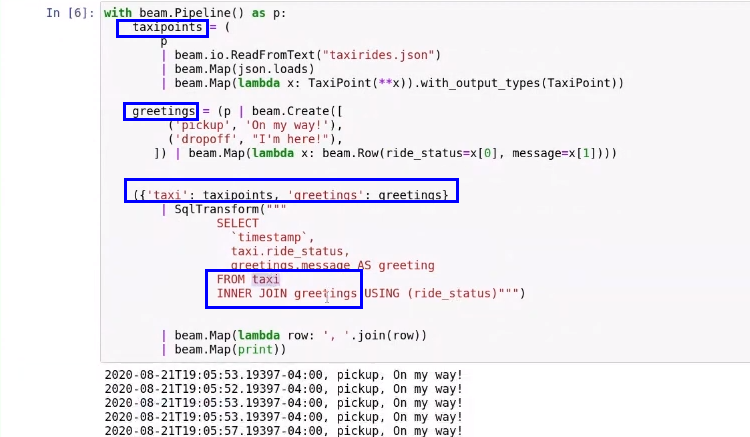 In [6]: with beam.Pipeline() as p:
taxipoints = (
p
| beam.io.ReadFromText("taxirides.json")
| beam.Map(json.loads)
| beam.Map(lambda x: TaxiPoint(**x)).with_output_types(TaxiPoint))
greetings = (p | beam.Create([
('pickup', 'On my way!'),
('dropoff', "I'm here!"),
]) | beam.Map(lambda x: beam.Row(ride_status=x[0], message=x[1])))
({'taxi': taxipoints, 'greetings': greetings}
| SqlTransform("""
SELECT
`timestamp`,
taxi.ride_status,
greetings.message AS greeting
FROM taxi
INNER JOIN greetings USING (ride_status)""")
| beam.Map(lambda row: ', '.join(row))
| beam.Map(print))
2020-08-21T19:05:53.19397-04:00, pickup, On my way!
2020-08-21T19:05:52.19397-04:00, pickup, On my way!
2020-08-21T19:05:53.19397-04:00, pickup, On my way!
2020-08-21T19:05:53.19397-04:00, pickup, On my way!
2020-08-21T19:05:57.19397-04:00, pickup, On my way!